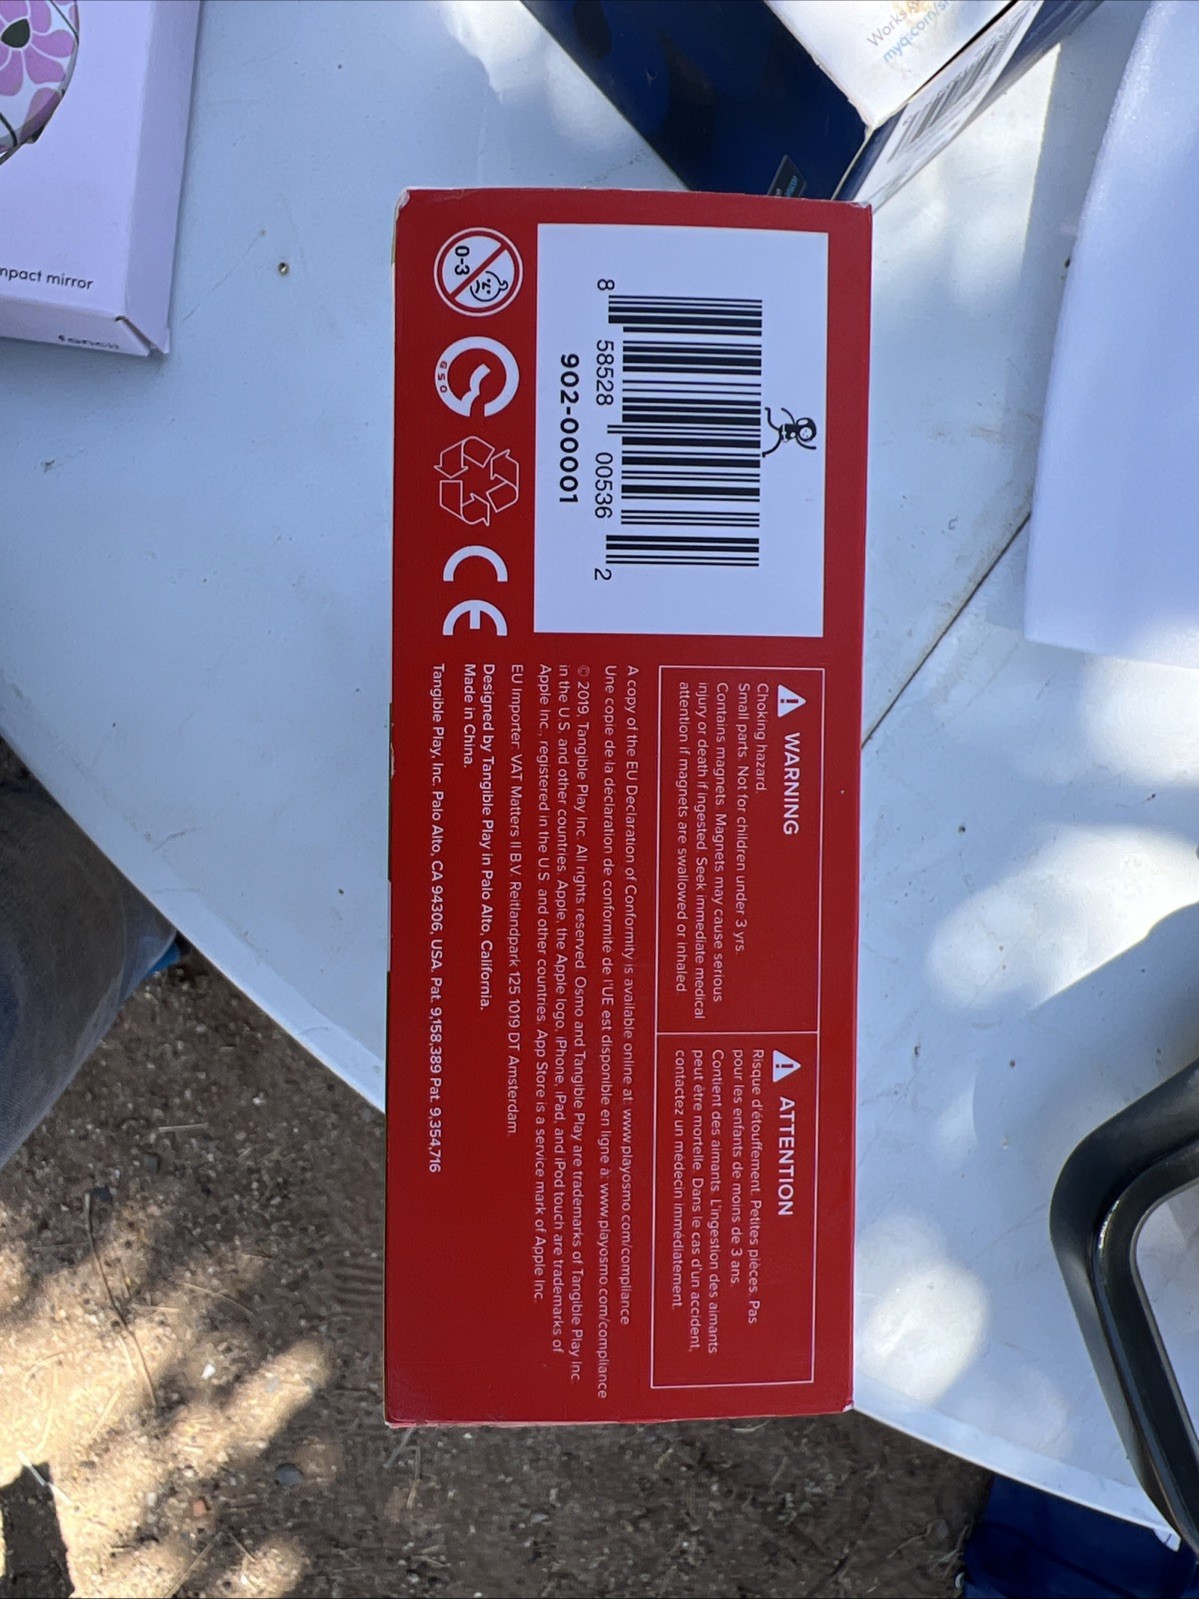 8 58528 00536 2
902-00001
0-3
GSO
CE
WARNING
Choking hazard.
Small parts. Not for children under 3 yrs.
Contains magnets. Magnets may cause serious
injury or death if ingested. Seek immediate medical
attention if magnets are swallowed or inhaled
ATTENTION
Risque d'étouffement. Petites pièces. Pas
pour les enfants de moins de 3 ans.
Contient des aimants. L'ingestion des aimants
peut être mortelle. Dans le cas d'un accident,
contactez un médecin immédiatement.
A copy of the EU Declaration of Conformity is available online at: www.playosmo.com/compliance
Une copie de la déclaration de conformité de l'UE est disponible en ligne à: www.playosmo.com/compliance
© 2019, Tangible Play Inc. All rights reserved. Osmo and Tangible Play are trademarks of Tangible Play Inc.
in the U.S. and other countries. Apple, the Apple logo, iPhone, iPad, and iPod touch are trademarks of
Apple Inc., registered in the U.S. and other countries. App Store is a service mark of Apple Inc.
EU Importer: VAT Matters II B.V. Reitlandpark 125 1019 DT Amsterdam.
Designed by Tangible Play in Palo Alto, California.
Made in China.
Tangible Play, Inc. Palo Alto, CA 94306, USA. Pat. 9,158,389 Pat. 9,354,716
mpact mirror
Works
myq.com/s